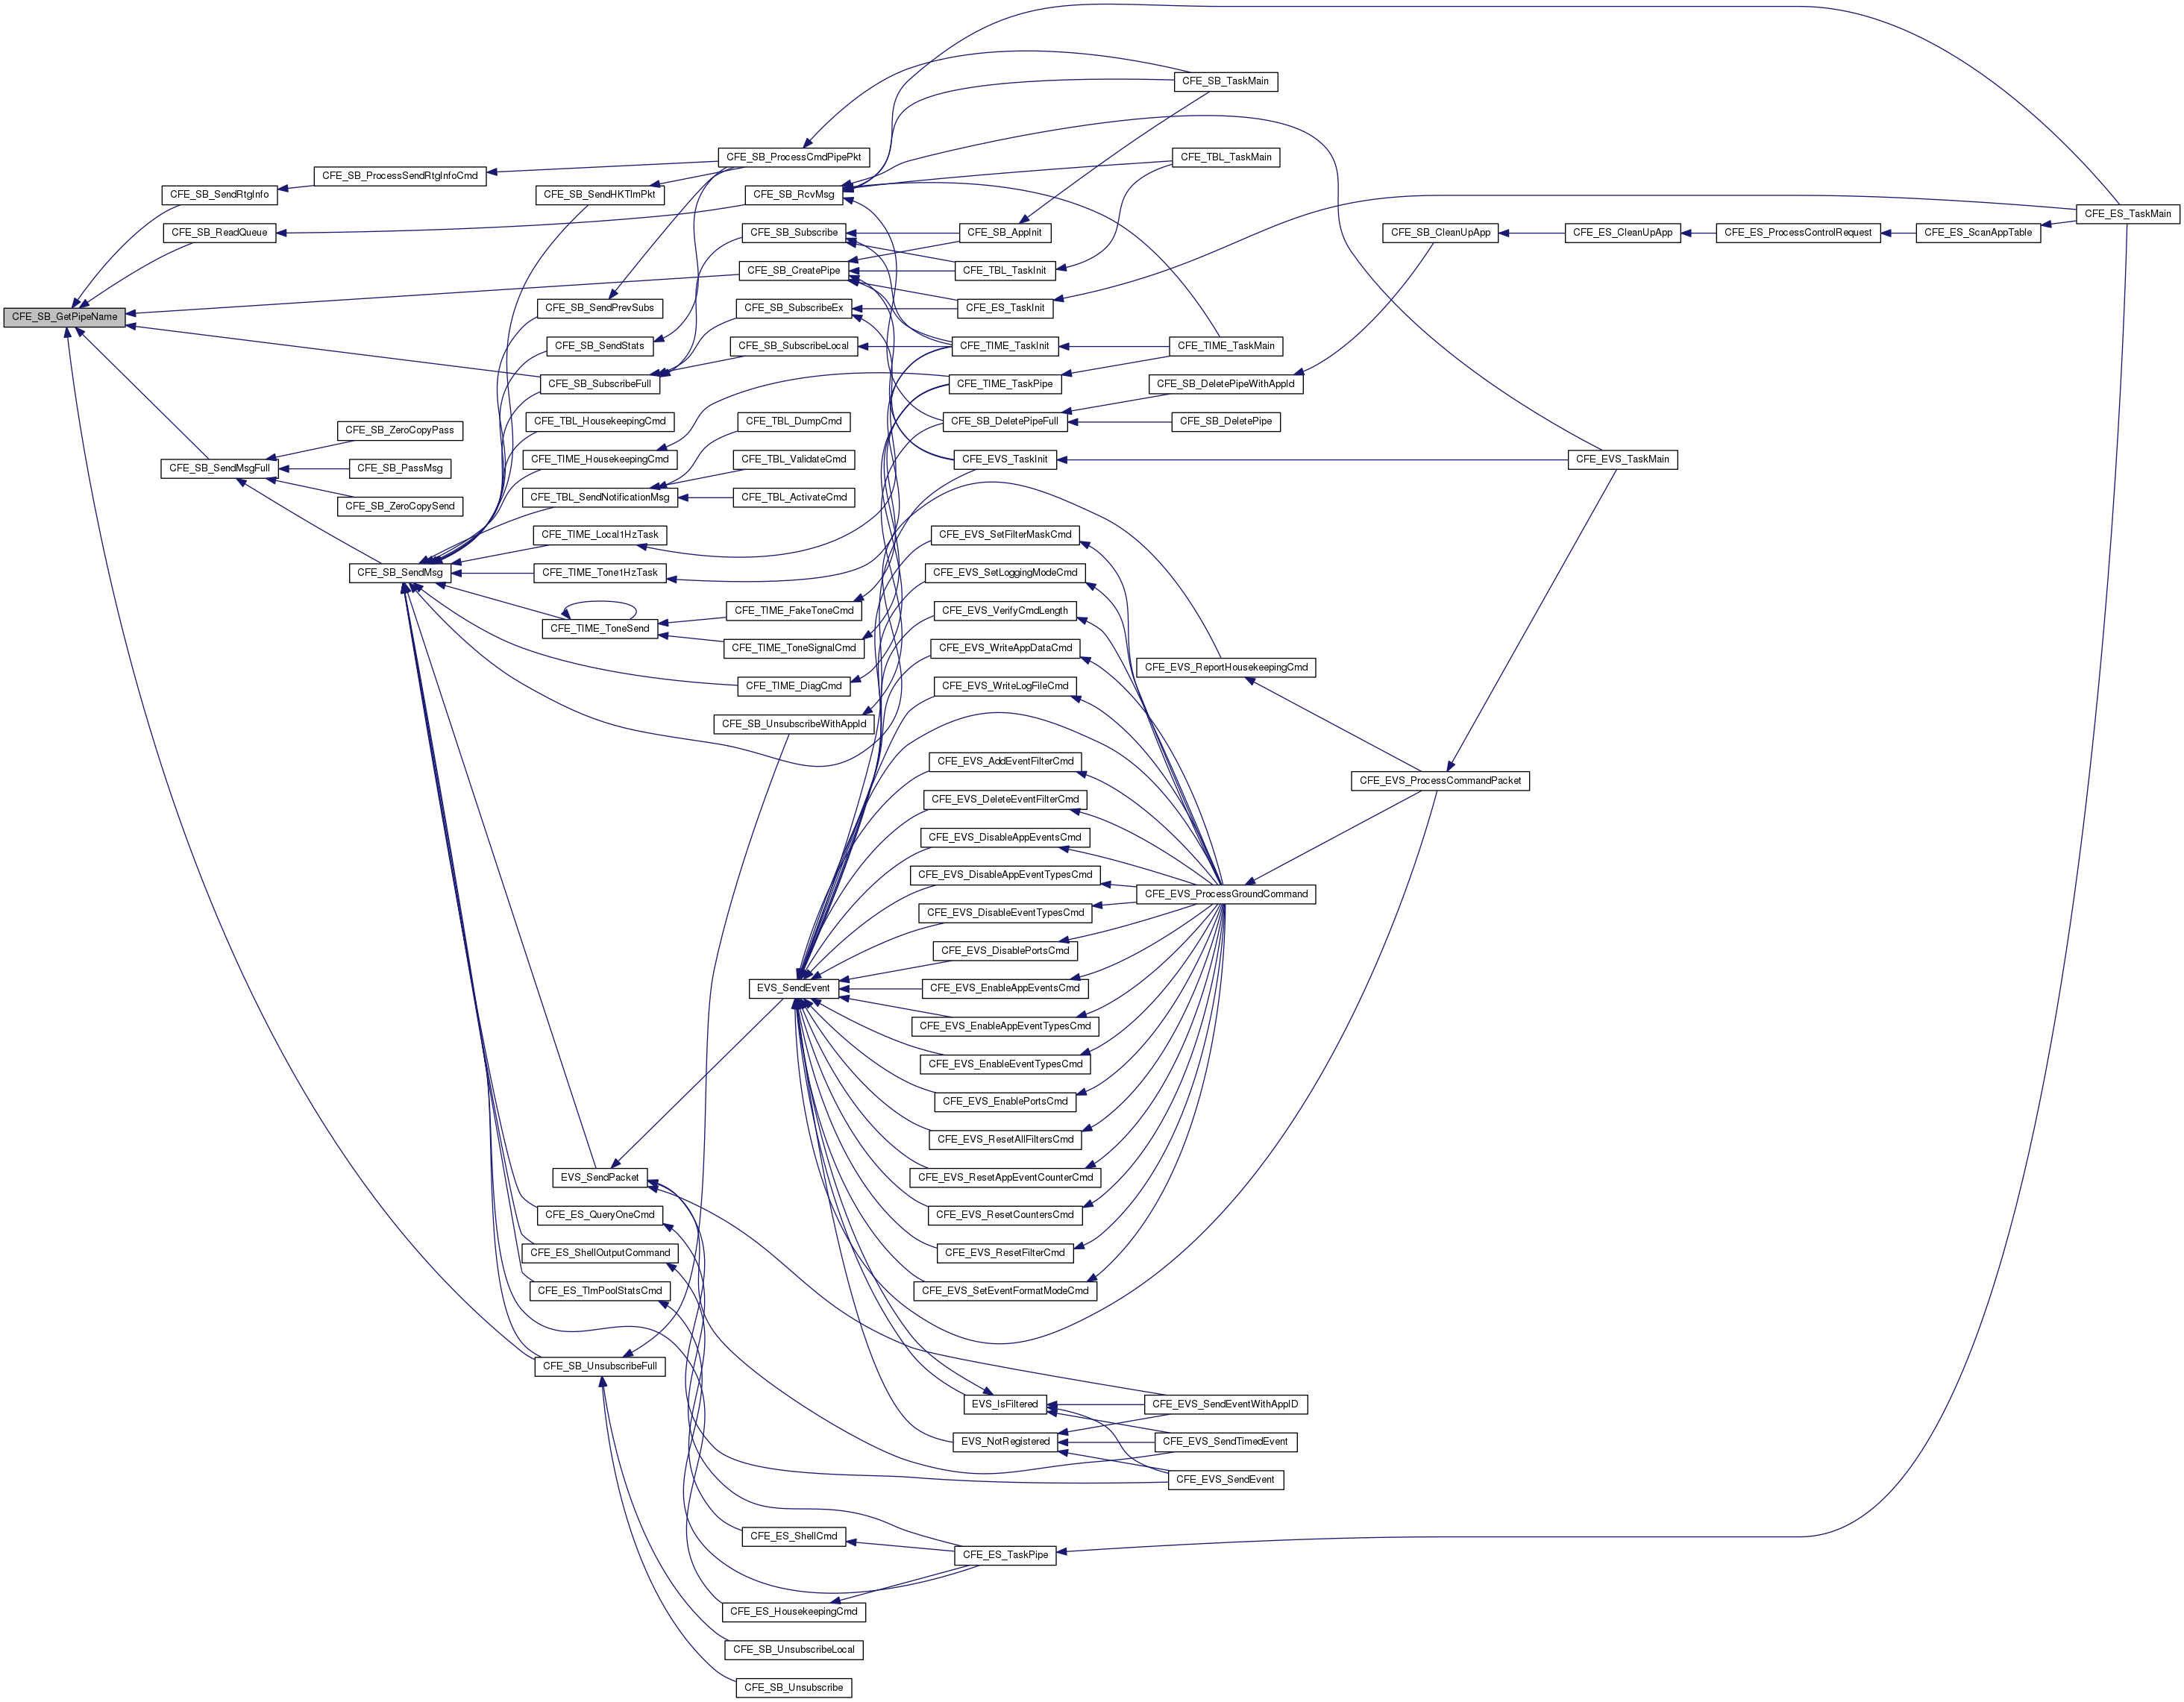 CFE_SB_GetPipeName
CFE_SB_SendRtgInfo
CFE_SB_ReadQueue
CFE_SB_SendMsgFull
CFE_SB_ProcessSendRtgInfoCmd
CFE_SB_ZeroCopyPass
CFE_SB_PassMsg
CFE_SB_ZeroCopySend
CFE_SB_SendMsg
CFE_SB_SendHKTlmPkt
CFE_SB_SendPrevSubs
CFE_SB_SendStats
CFE_SB_SubscribeFull
CFE_TBL_HousekeepingCmd
CFE_TIME_HousekeepingCmd
CFE_TBL_SendNotificationMsg
CFE_TIME_Local1HzTask
CFE_TIME_Tone1HzTask
CFE_TIME_ToneSend
EVS_SendPacket
CFE_ES_QueryOneCmd
CFE_ES_ShellOutputCommand
CFE_ES_TlmPoolStatsCmd
CFE_SB_UnsubscribeFull
CFE_SB_ProcessCmdPipePkt
CFE_SB_RcvMsg
CFE_SB_Subscribe
CFE_SB_CreatePipe
CFE_SB_SubscribeEx
CFE_SB_SubscribeLocal
CFE_TBL_DumpCmd
CFE_TBL_ValidateCmd
CFE_TBL_ActivateCmd
CFE_TIME_FakeToneCmd
CFE_TIME_ToneSignalCmd
CFE_TIME_DiagCmd
CFE_SB_UnsubscribeWithAppId
EVS_SendEvent
CFE_ES_ShellCmd
CFE_ES_HousekeepingCmd
CFE_SB_UnsubscribeLocal
CFE_SB_Unsubscribe
CFE_SB_AppInit
CFE_TBL_TaskInit
CFE_ES_TaskInit
CFE_TIME_TaskInit
CFE_TIME_TaskPipe
CFE_SB_DeletePipeFull
CFE_EVS_TaskInit
CFE_EVS_SetFilterMaskCmd
CFE_EVS_SetLoggingModeCmd
CFE_EVS_VerifyCmdLength
CFE_EVS_WriteAppDataCmd
CFE_EVS_WriteLogFileCmd
CFE_EVS_AddEventFilterCmd
CFE_EVS_DeleteEventFilterCmd
CFE_EVS_DisableAppEventsCmd
CFE_EVS_DisableAppEventTypesCmd
CFE_EVS_DisableEventTypesCmd
CFE_EVS_DisablePortsCmd
CFE_EVS_EnableAppEventsCmd
CFE_EVS_EnableAppEventTypesCmd
CFE_EVS_EnableEventTypesCmd
CFE_EVS_EnablePortsCmd
CFE_EVS_ResetAllFiltersCmd
CFE_EVS_ResetAppEventCounterCmd
CFE_EVS_ResetCountersCmd
CFE_EVS_ResetFilterCmd
CFE_EVS_SetEventFormatModeCmd
EVS_IsFiltered
EVS_NotRegistered
CFE_ES_TaskPipe
CFE_SB_TaskMain
CFE_TBL_TaskMain
CFE_TIME_TaskMain
CFE_SB_DeletePipeWithAppId
CFE_SB_DeletePipe
CFE_EVS_ReportHousekeepingCmd
CFE_EVS_ProcessGroundCommand
CFE_EVS_SendEventWithAppID
CFE_EVS_SendTimedEvent
CFE_EVS_SendEvent
CFE_SB_CleanUpApp
CFE_EVS_ProcessCommandPacket
CFE_ES_CleanUpApp
CFE_EVS_TaskMain
CFE_ES_ProcessControlRequest
CFE_ES_ScanAppTable
CFE_ES_TaskMain